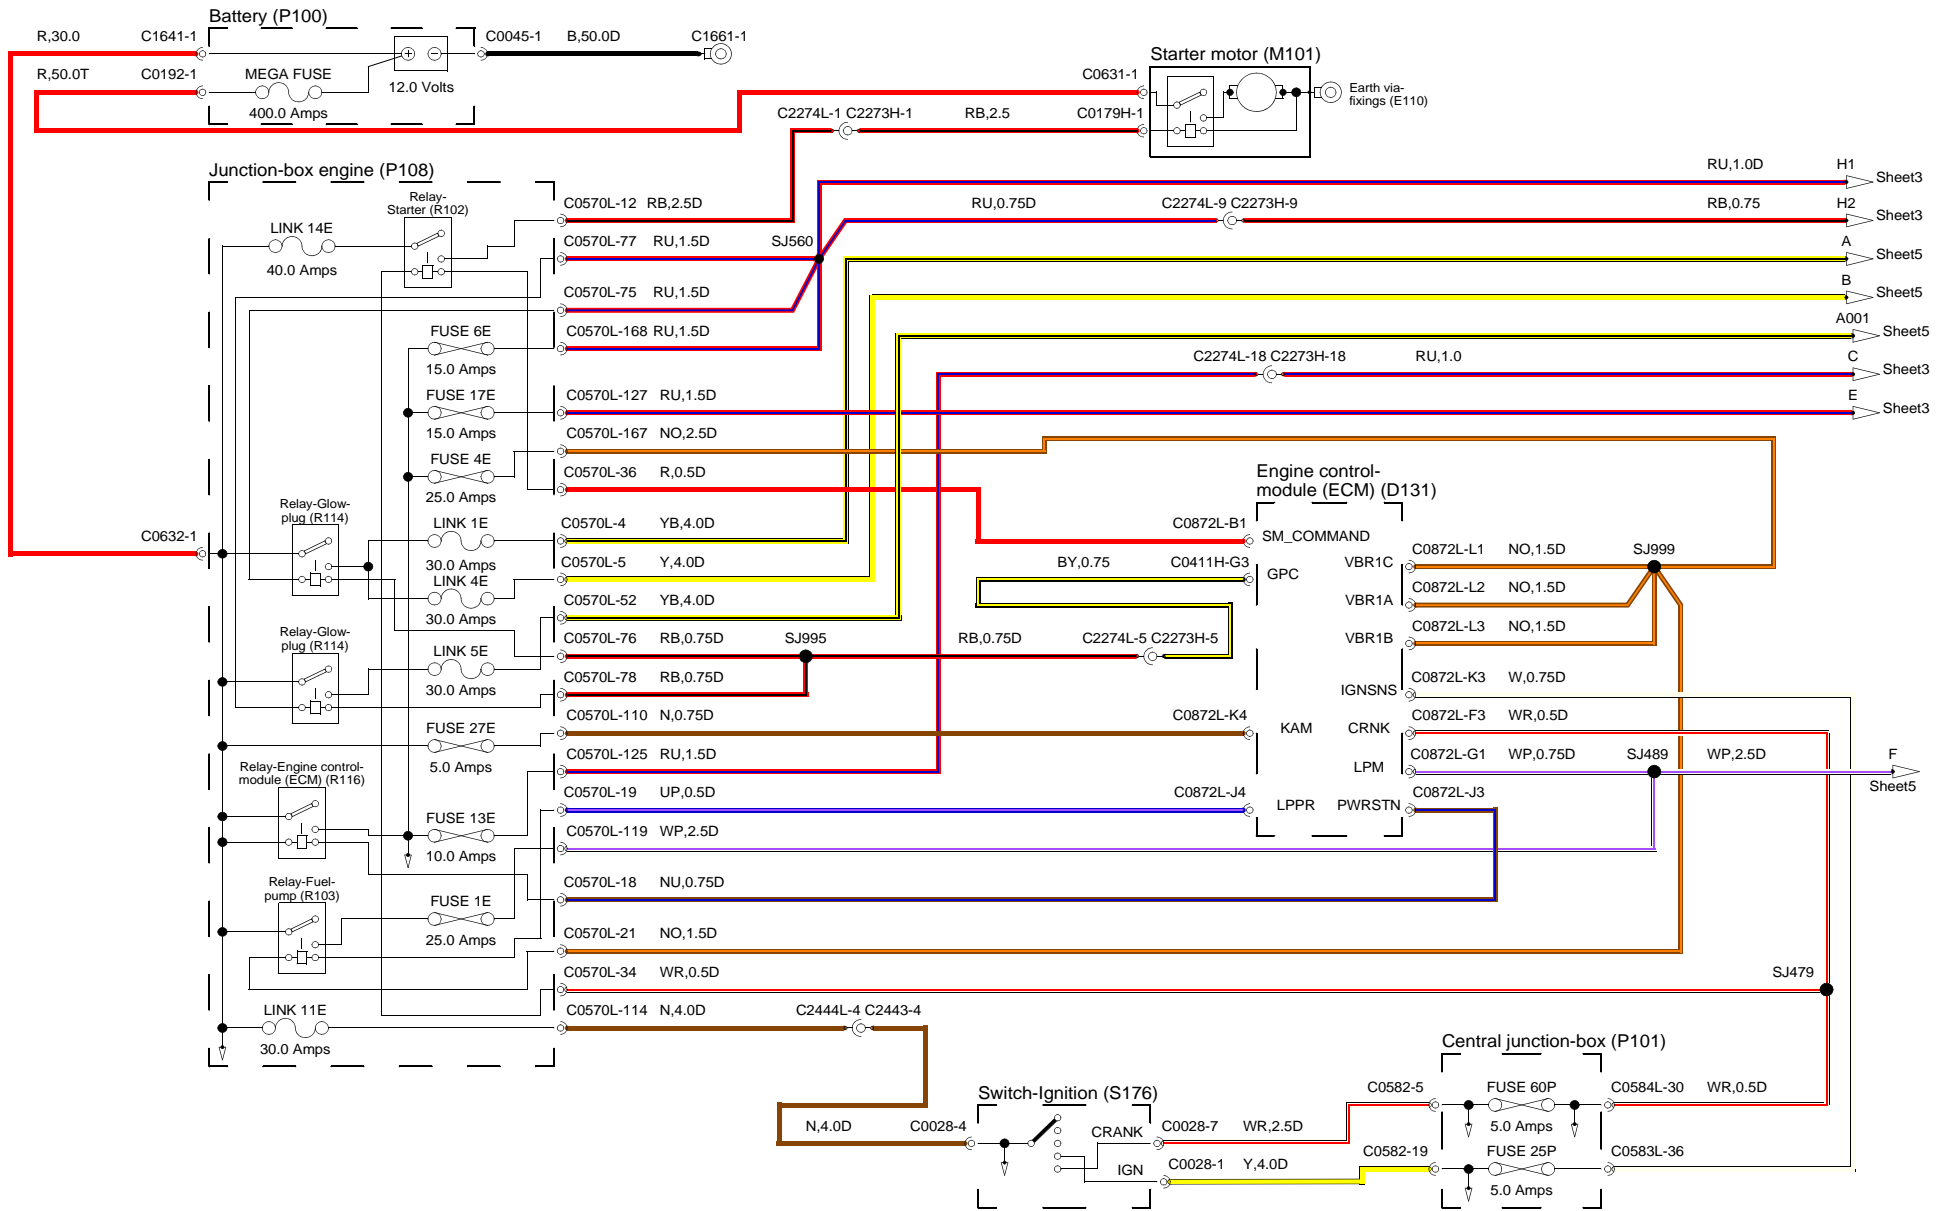 Battery (P100)
R,30.0 C1641-1
C0045-1 B,50.0D C1661-1
R,50.0T C0192-1
MEGA FUSE
400.0 Amps
12.0 Volts
Starter motor (M101)
C0631-1
Earth via-
fixings (E110)
C2274L-1 C2273H-1 RB,2.5 C0179H-1
Junction-box engine (P108)
Relay-
Starter (R102)
LINK 14E
40.0 Amps
C0570L-12 RB,2.5D
C0570L-77 RU,1.5D SJ560
C0570L-75 RU,1.5D
C0570L-168 RU,1.5D
RU,1.0D H1 Sheet3
RU,0.75D C2274L-9 C2273H-9 RB,0.75 H2 Sheet3
A Sheet5
B Sheet5
A001 Sheet5
C2274L-18 C2273H-18 RU,1.0 C Sheet3
E Sheet3
FUSE 6E
15.0 Amps
FUSE 17E
15.0 Amps
C0570L-127 RU,1.5D
C0570L-167 NO,2.5D
FUSE 4E
25.0 Amps
C0570L-36 R,0.5D
Relay-Glow-
plug (R114)
C0632-1
LINK 1E
30.0 Amps
C0570L-4 YB,4.0D
LINK 4E
30.0 Amps
C0570L-5 Y,4.0D
C0570L-52 YB,4.0D
Relay-Glow-
plug (R114)
LINK 5E
30.0 Amps
C0570L-76 RB,0.75D SJ995 RB,0.75D C2274L-5 C2273H-5
C0570L-78 RB,0.75D
FUSE 27E
5.0 Amps
C0570L-110 N,0.75D
C0570L-125 RU,1.5D
Relay-Engine control-
module (ECM) (R116)
C0570L-19 UP,0.5D
FUSE 13E
10.0 Amps
C0570L-119 WP,2.5D
C0570L-18 NU,0.75D
Relay-Fuel-
pump (R103)
FUSE 1E
25.0 Amps
C0570L-21 NO,1.5D
C0570L-34 WR,0.5D
LINK 11E
30.0 Amps
C0570L-114 N,4.0D C2444L-4 C2443-4
Engine control-
module (ECM) (D131)
C0872L-B1 SM_COMMAND
BY,0.75 C0411H-G3 GPC
VBR1C C0872L-L1 NO,1.5D SJ999
VBR1A C0872L-L2 NO,1.5D
VBR1B C0872L-L3 NO,1.5D
IGNSNS C0872L-K3 W,0.75D
C0872L-K4 KAM CRNK C0872L-F3 WR,0.5D
LPM C0872L-G1 WP,0.75D SJ489 WP,2.5D F
Sheet5
C0872L-J4 LPPR PWRSTN C0872L-J3
SJ479
Central junction-box (P101)
Switch-Ignition (S176)
N,4.0D C0028-4
CRANK C0028-7 WR,2.5D
IGN C0028-1 Y,4.0D
C0582-5 FUSE 60P C0584L-30 WR,0.5D
5.0 Amps
C0582-19 FUSE 25P C0583L-36
5.0 Amps